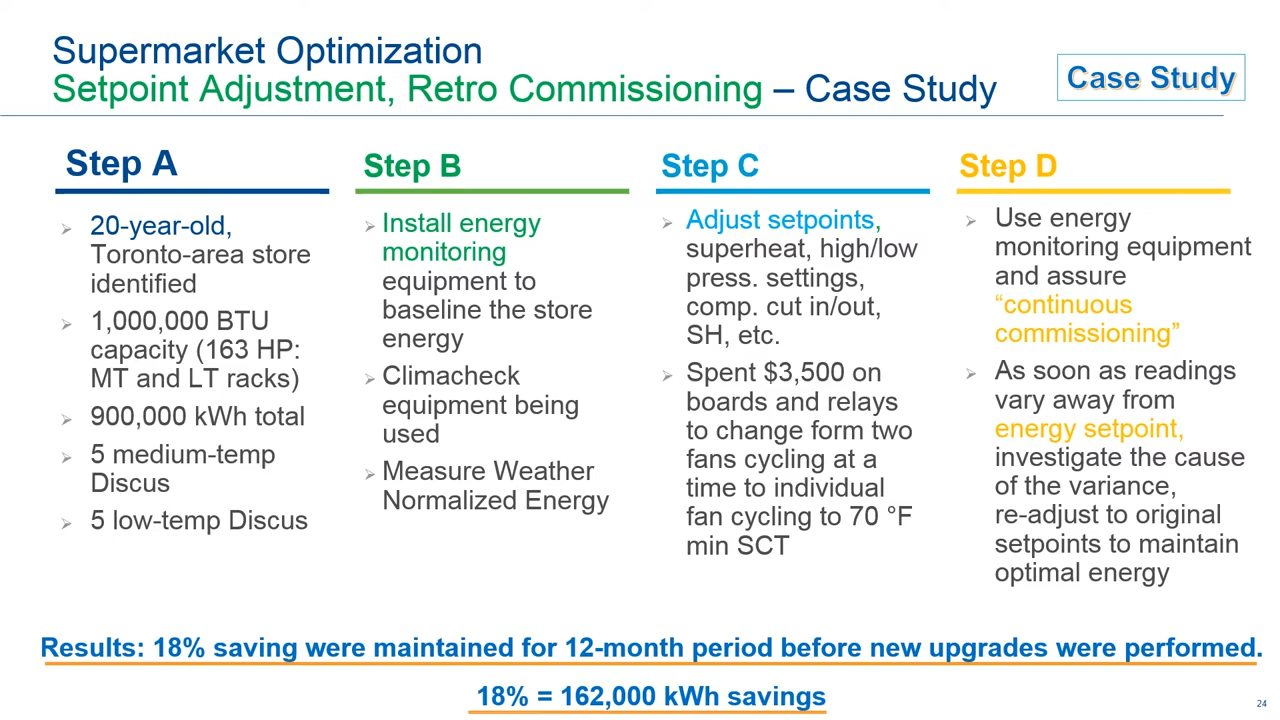 Supermarket Optimization
Setpoint Adjustment, Retro Commissioning – Case Study
Case Study
Step A
20-year-old,
Toronto-area store
identified
1,000,000 BTU
capacity (163 HP:
MT and LT racks)
900,000 kWh total
5 medium-temp
Discus
5 low-temp Discus
Step B
Install energy
monitoring
equipment to
baseline the store
energy
Climacheck
equipment being
used
Measure Weather
Normalized Energy
Step C
Adjust setpoints,
superheat, high/low
press. settings,
comp. cut in/out,
SH, etc.
Spent $3,500 on
boards and relays
to change form two
fans cycling at a
time to individual
fan cycling to 70 °F
min SCT
Step D
Use energy
monitoring equipment
and assure
“continuous
commissioning”
As soon as readings
vary away from
energy setpoint,
investigate the cause
of the variance,
re-adjust to original
setpoints to maintain
optimal energy
Results: 18% saving were maintained for 12-month period before new upgrades were performed.
18% = 162,000 kWh savings
24